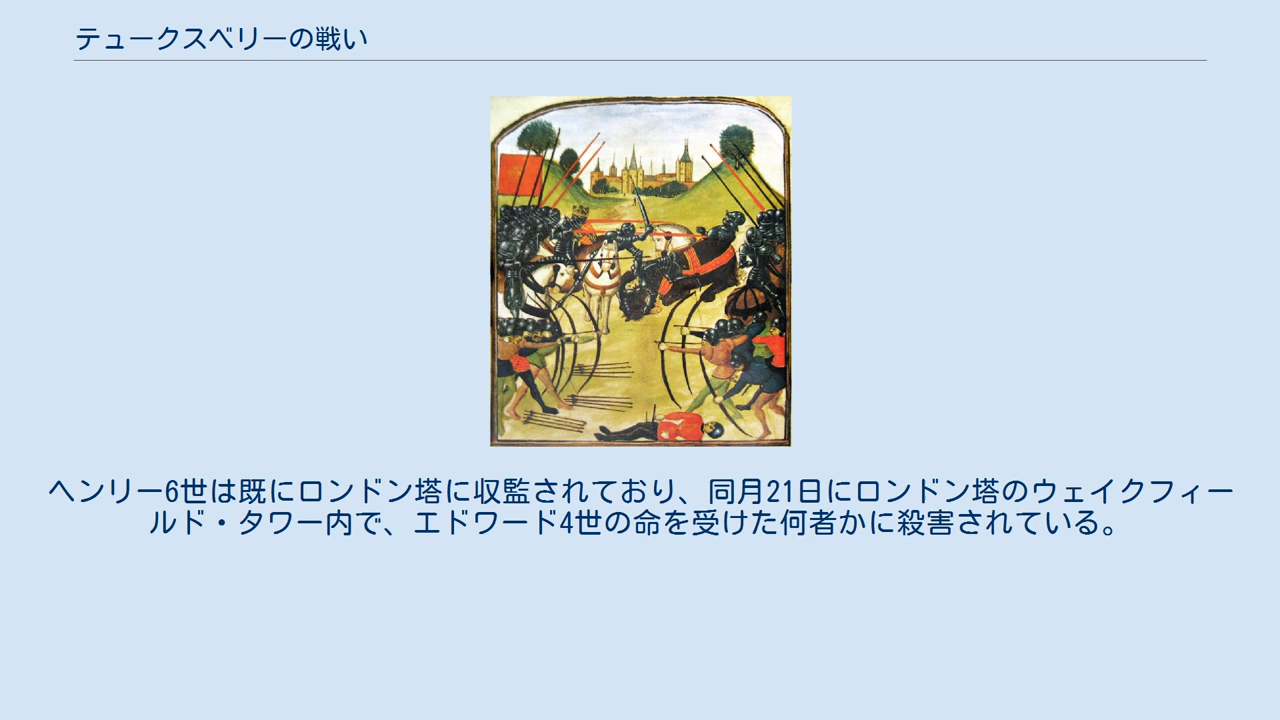 テュークスベリーの戦い
ヘンリー6世は既にロンドン塔に収監されており、同月21日にロンドン塔のウェイクフィー
ルド・タワー内で、エドワード4世の命を受けた何者かに殺害されている。